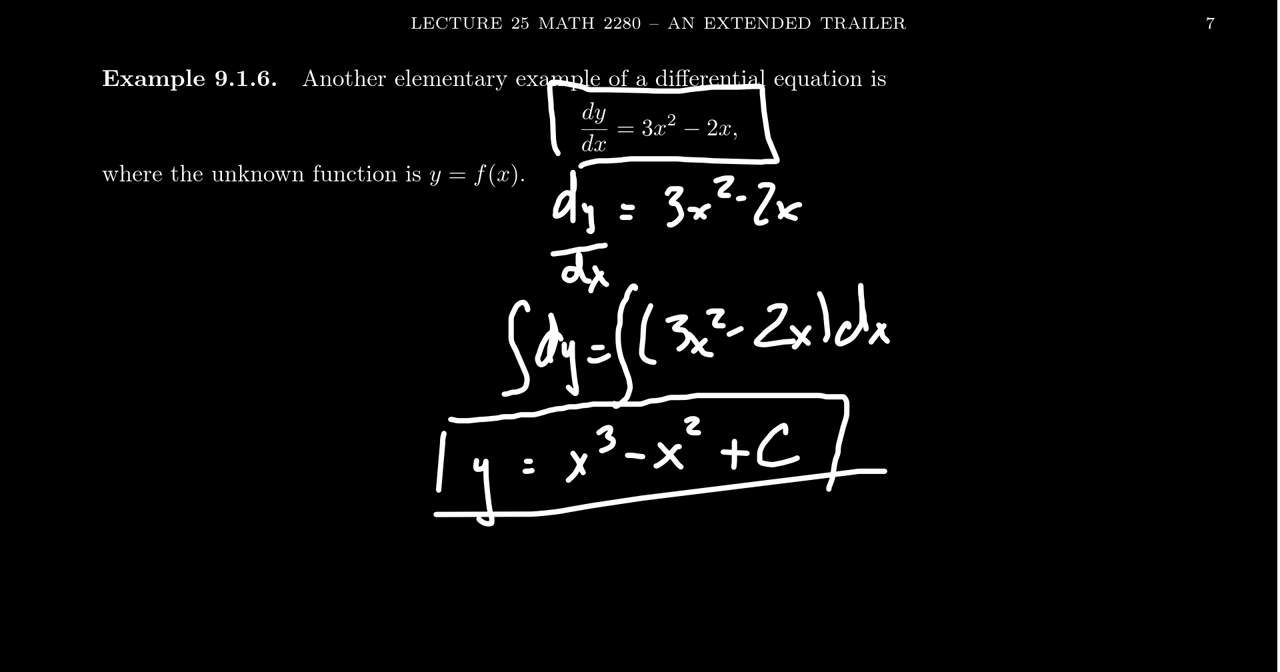 LECTURE 25 MATH 2280 – AN EXTENDED TRAILER 7
Example 9.1.6. Another elementary example of a differential equation is
dy/dx = 3x² − 2x,
where the unknown function is y = f(x).
dy/dx = 3x² - 2x
∫dy = ∫(3x² - 2x)dx
y = x³ - x² + C